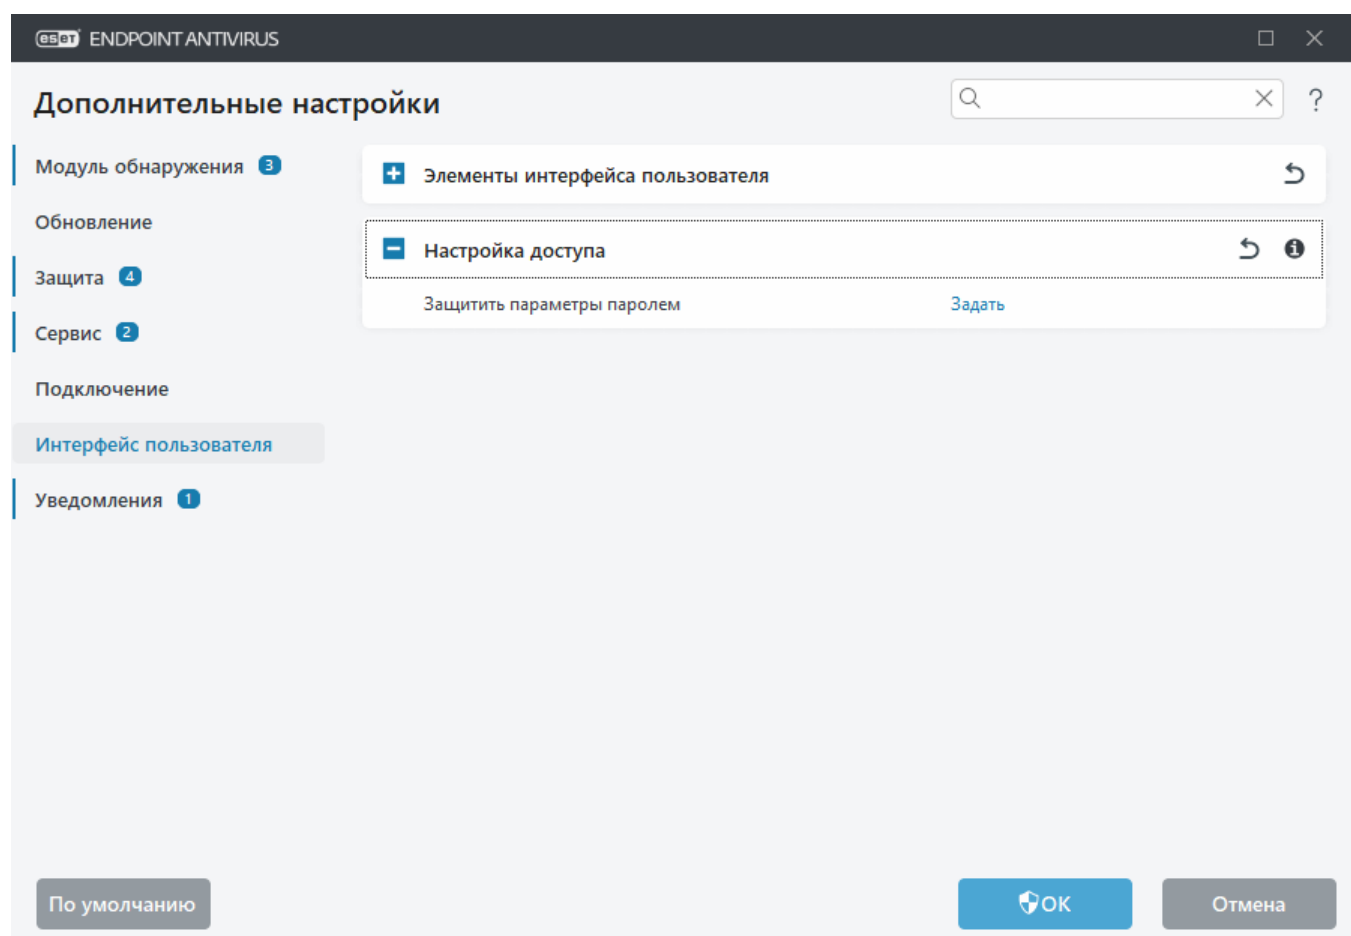 eset ENDPOINT ANTIVIRUS
Дополнительные настройки
?
Модуль обнаружения 3
Обновление
Защита 4
Сервис 2
Подключение
Интерфейс пользователя
Уведомления 1
Элементы интерфейса пользователя
Настройка доступа
Защитить параметры паролем Задать
По умолчанию
ОК
Отмена